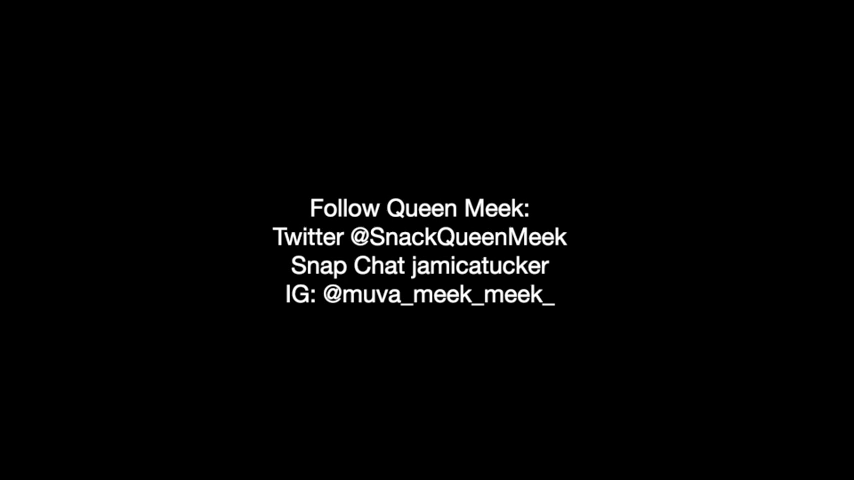 Follow Queen Meek:
Twitter @SnackQueenMeek
Snap Chat jamicatucker
IG: @muva_meek_meek_